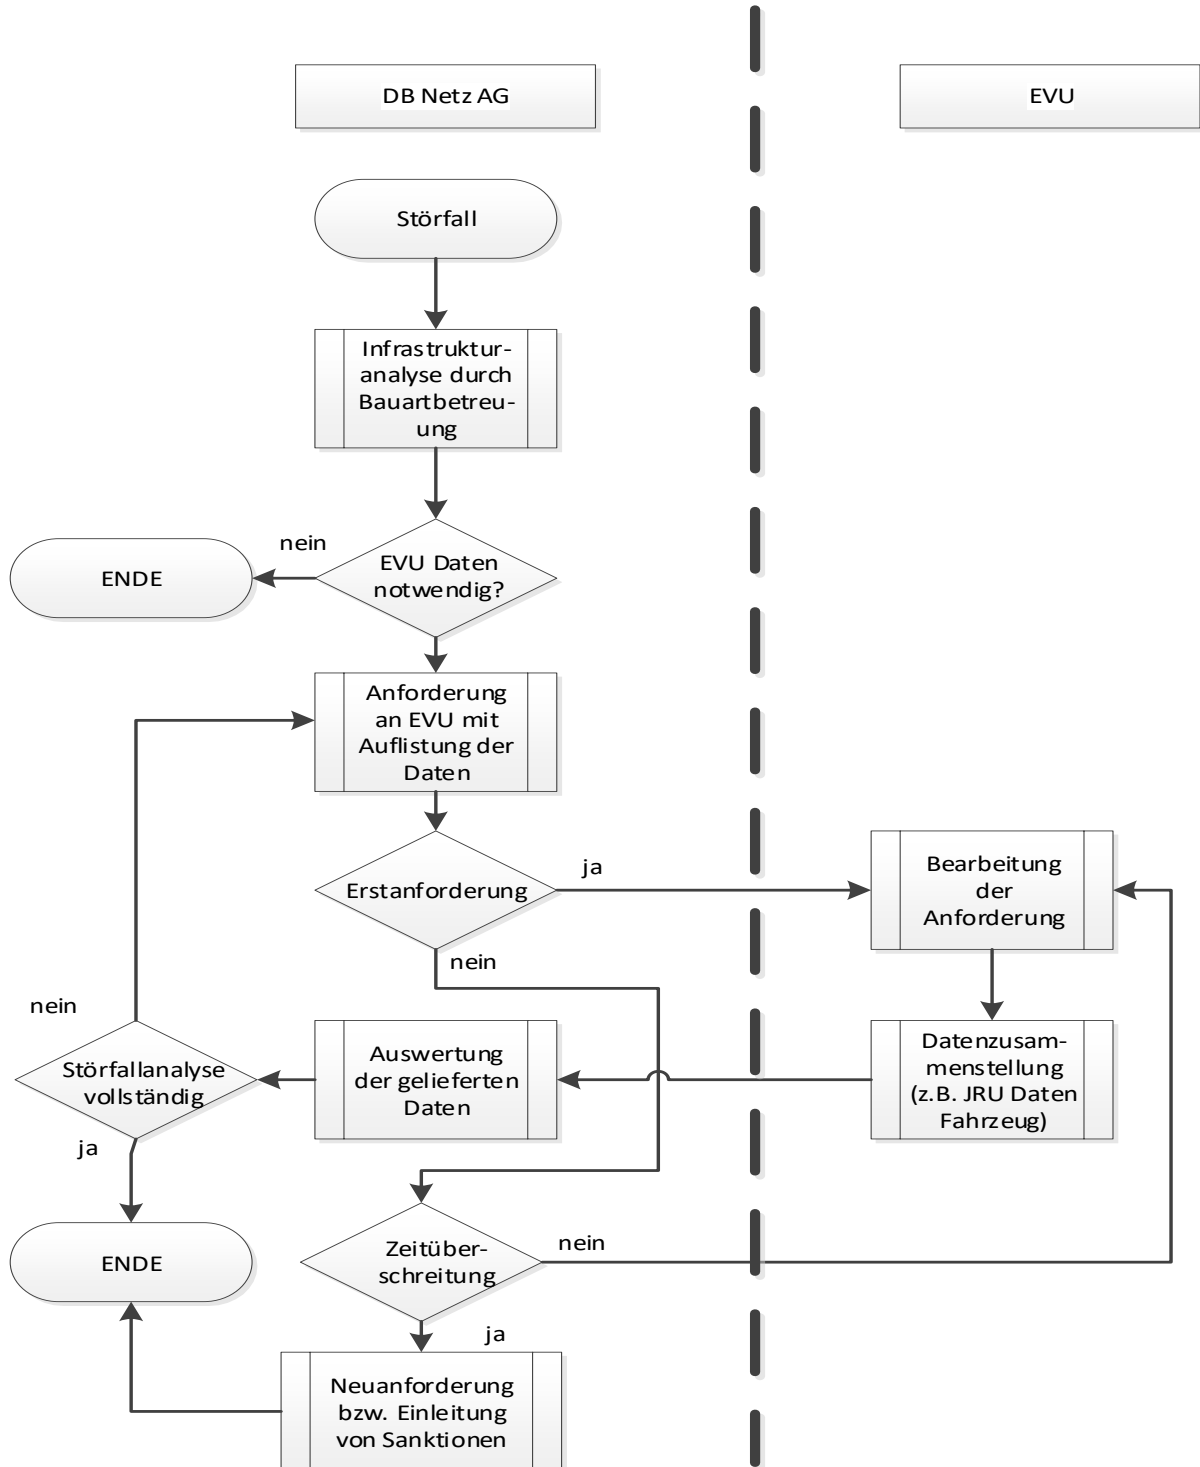 DB Netz AG
EVU
Störfall
Infrastruktur-
analyse durch
Bauartbetreu-
ung
nein
ENDE
EVU Daten
notwendig?
Anforderung
an EVU mit
Auflistung der
Daten
Erstanforderung
ja
Bearbeitung
der
Anforderung
nein
nein
Störfallanalyse
vollständig
Auswertung
der gelieferten
Daten
Datenzusam-
menstellung
(z.B. JRU Daten
Fahrzeug)
ja
ENDE
Zeitüber-
schreitung
nein
ja
Neuanforderung
bzw. Einleitung
von Sanktionen